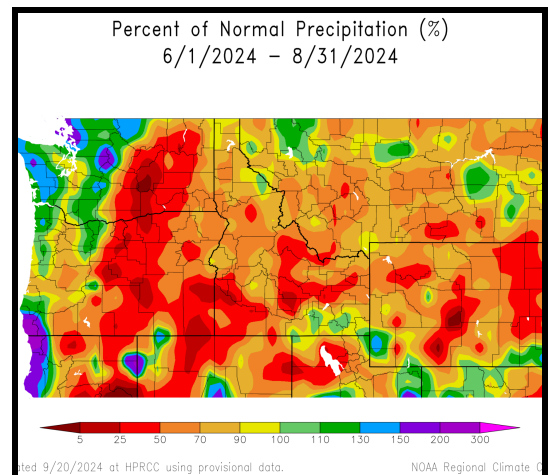 Percent of Normal Precipitation (%)
6/1/2024 – 8/31/2024
5 25 50 70 90 100 110 130 150 200 300
ated 9/20/2024 at HPRCC using provisional data.
NOAA Regional Climate C